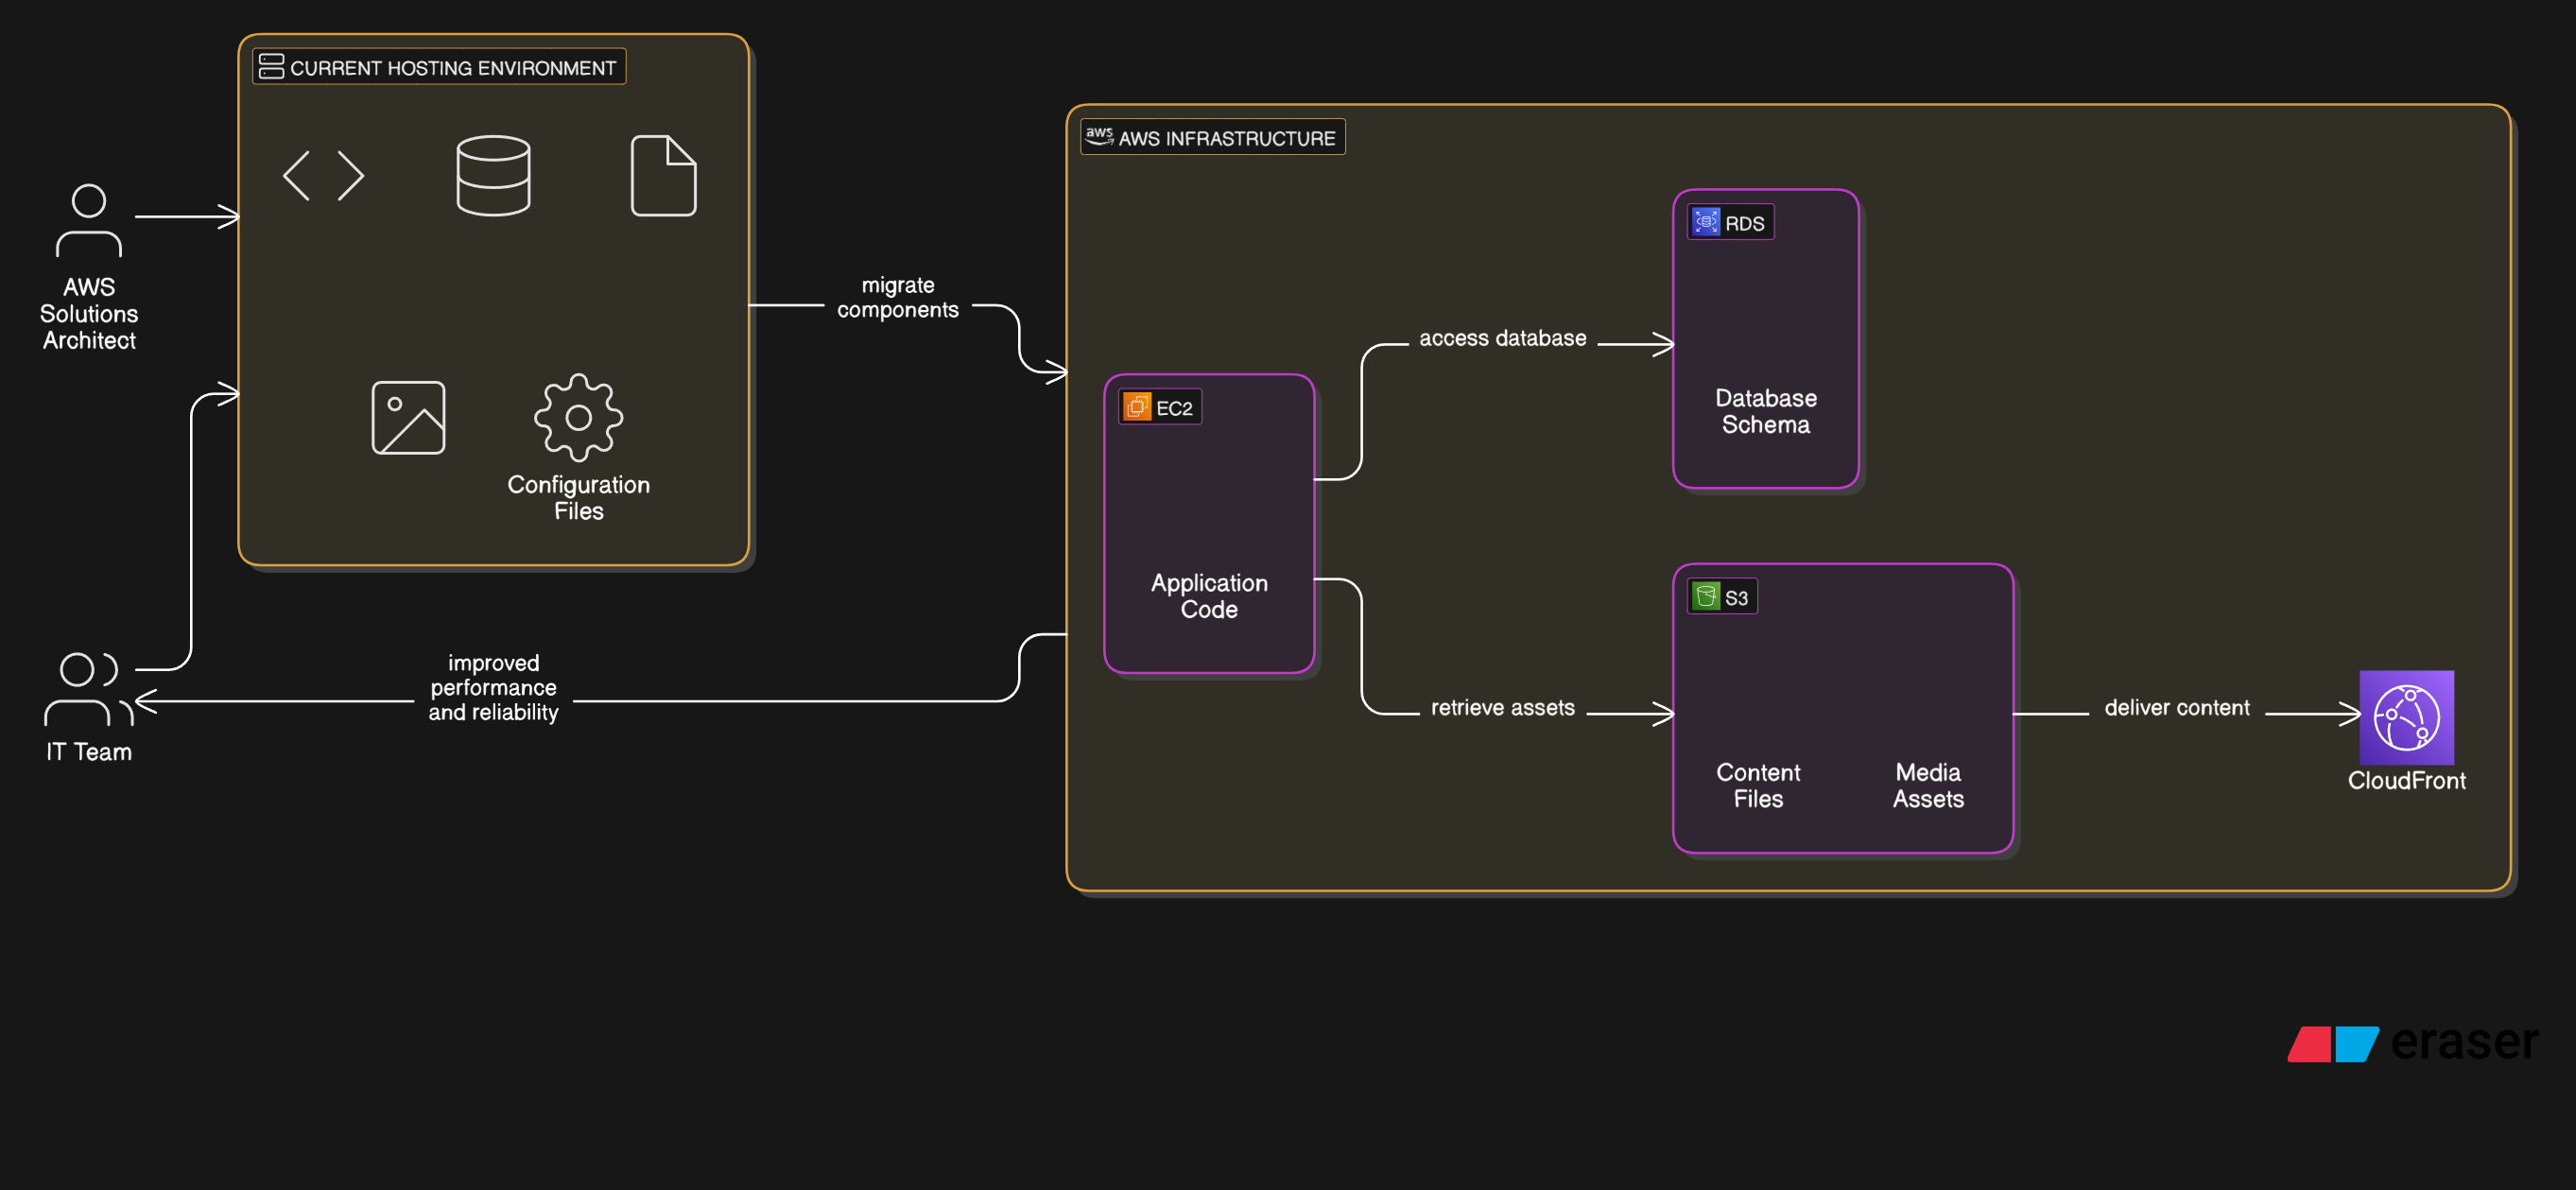 CURRENT HOSTING ENVIRONMENT
AWS
Solutions
Architect
Configuration
Files
IT Team
migrate
components
improved
performance
and reliability
aws
AWS INFRASTRUCTURE
EC2
Application
Code
access database
RDS
Database
Schema
retrieve assets
S3
Content
Files
Media
Assets
deliver content
CloudFront
eraser